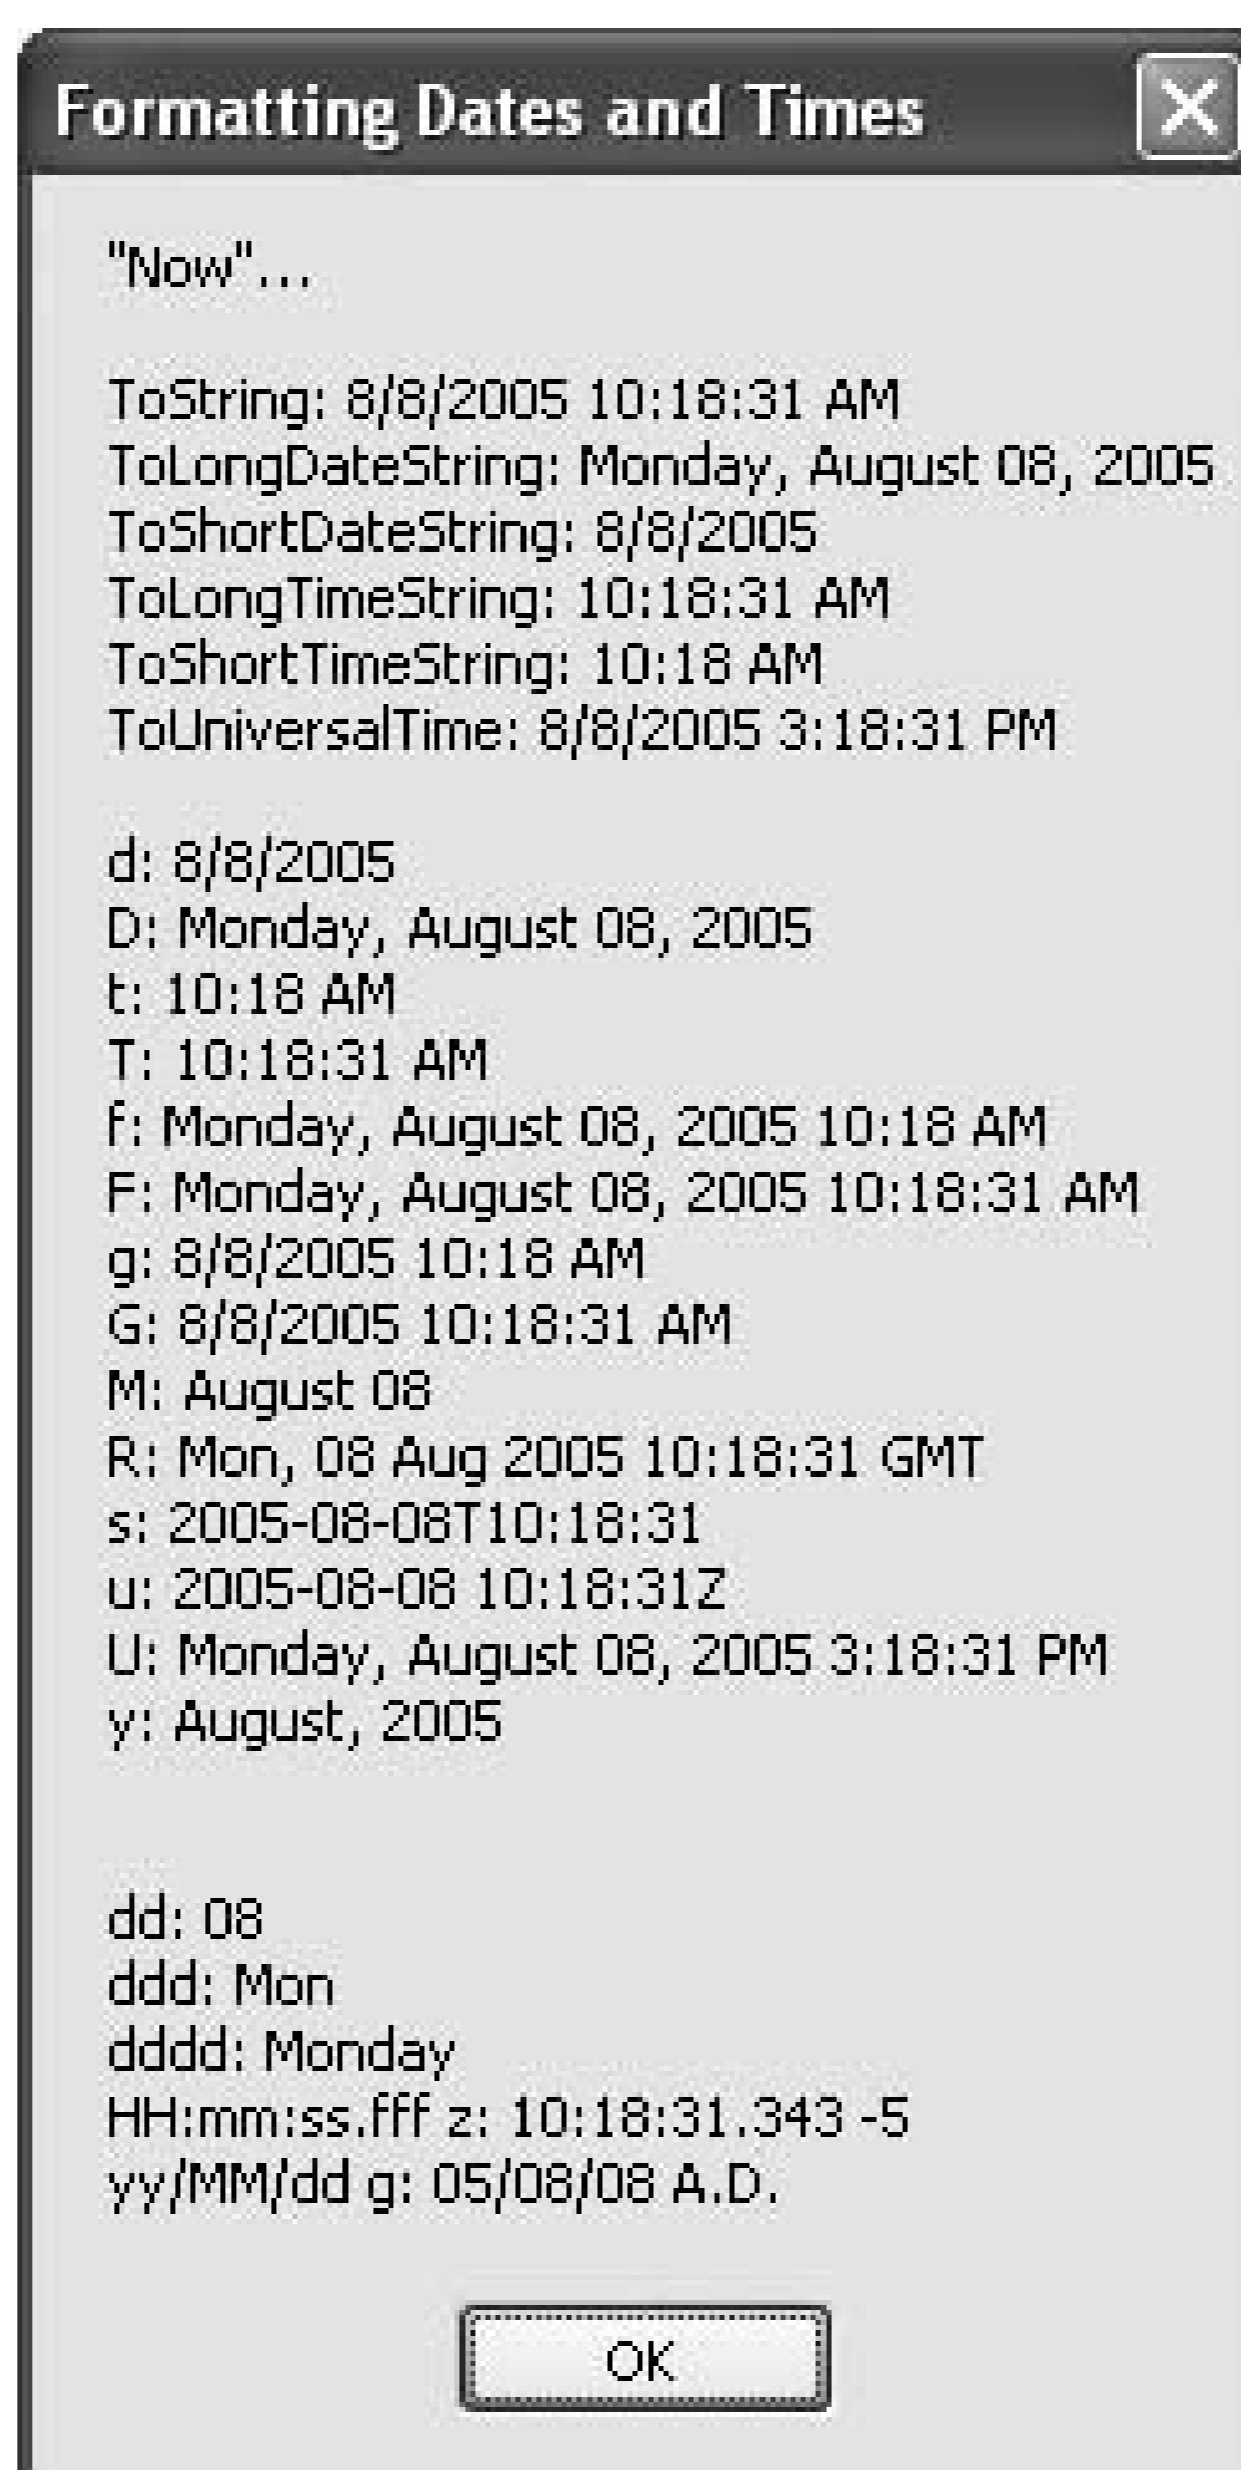 Formatting Dates and Times
"Now"...
ToString: 8/8/2005 10:18:31 AM
ToLongDateString: Monday, August 08, 2005
ToShortDateString: 8/8/2005
ToLongTimeString: 10:18:31 AM
ToShortTimeString: 10:18 AM
ToUniversalTime: 8/8/2005 3:18:31 PM
d: 8/8/2005
D: Monday, August 08, 2005
t: 10:18 AM
T: 10:18:31 AM
f: Monday, August 08, 2005 10:18 AM
F: Monday, August 08, 2005 10:18:31 AM
g: 8/8/2005 10:18 AM
G: 8/8/2005 10:18:31 AM
M: August 08
R: Mon, 08 Aug 2005 10:18:31 GMT
s: 2005-08-08T10:18:31
u: 2005-08-08 10:18:31Z
U: Monday, August 08, 2005 3:18:31 PM
y: August, 2005
dd: 08
ddd: Mon
dddd: Monday
HH:mm:ss.fff z: 10:18:31.343 -5
yy/MM/dd g: 05/08/08 A.D.
OK